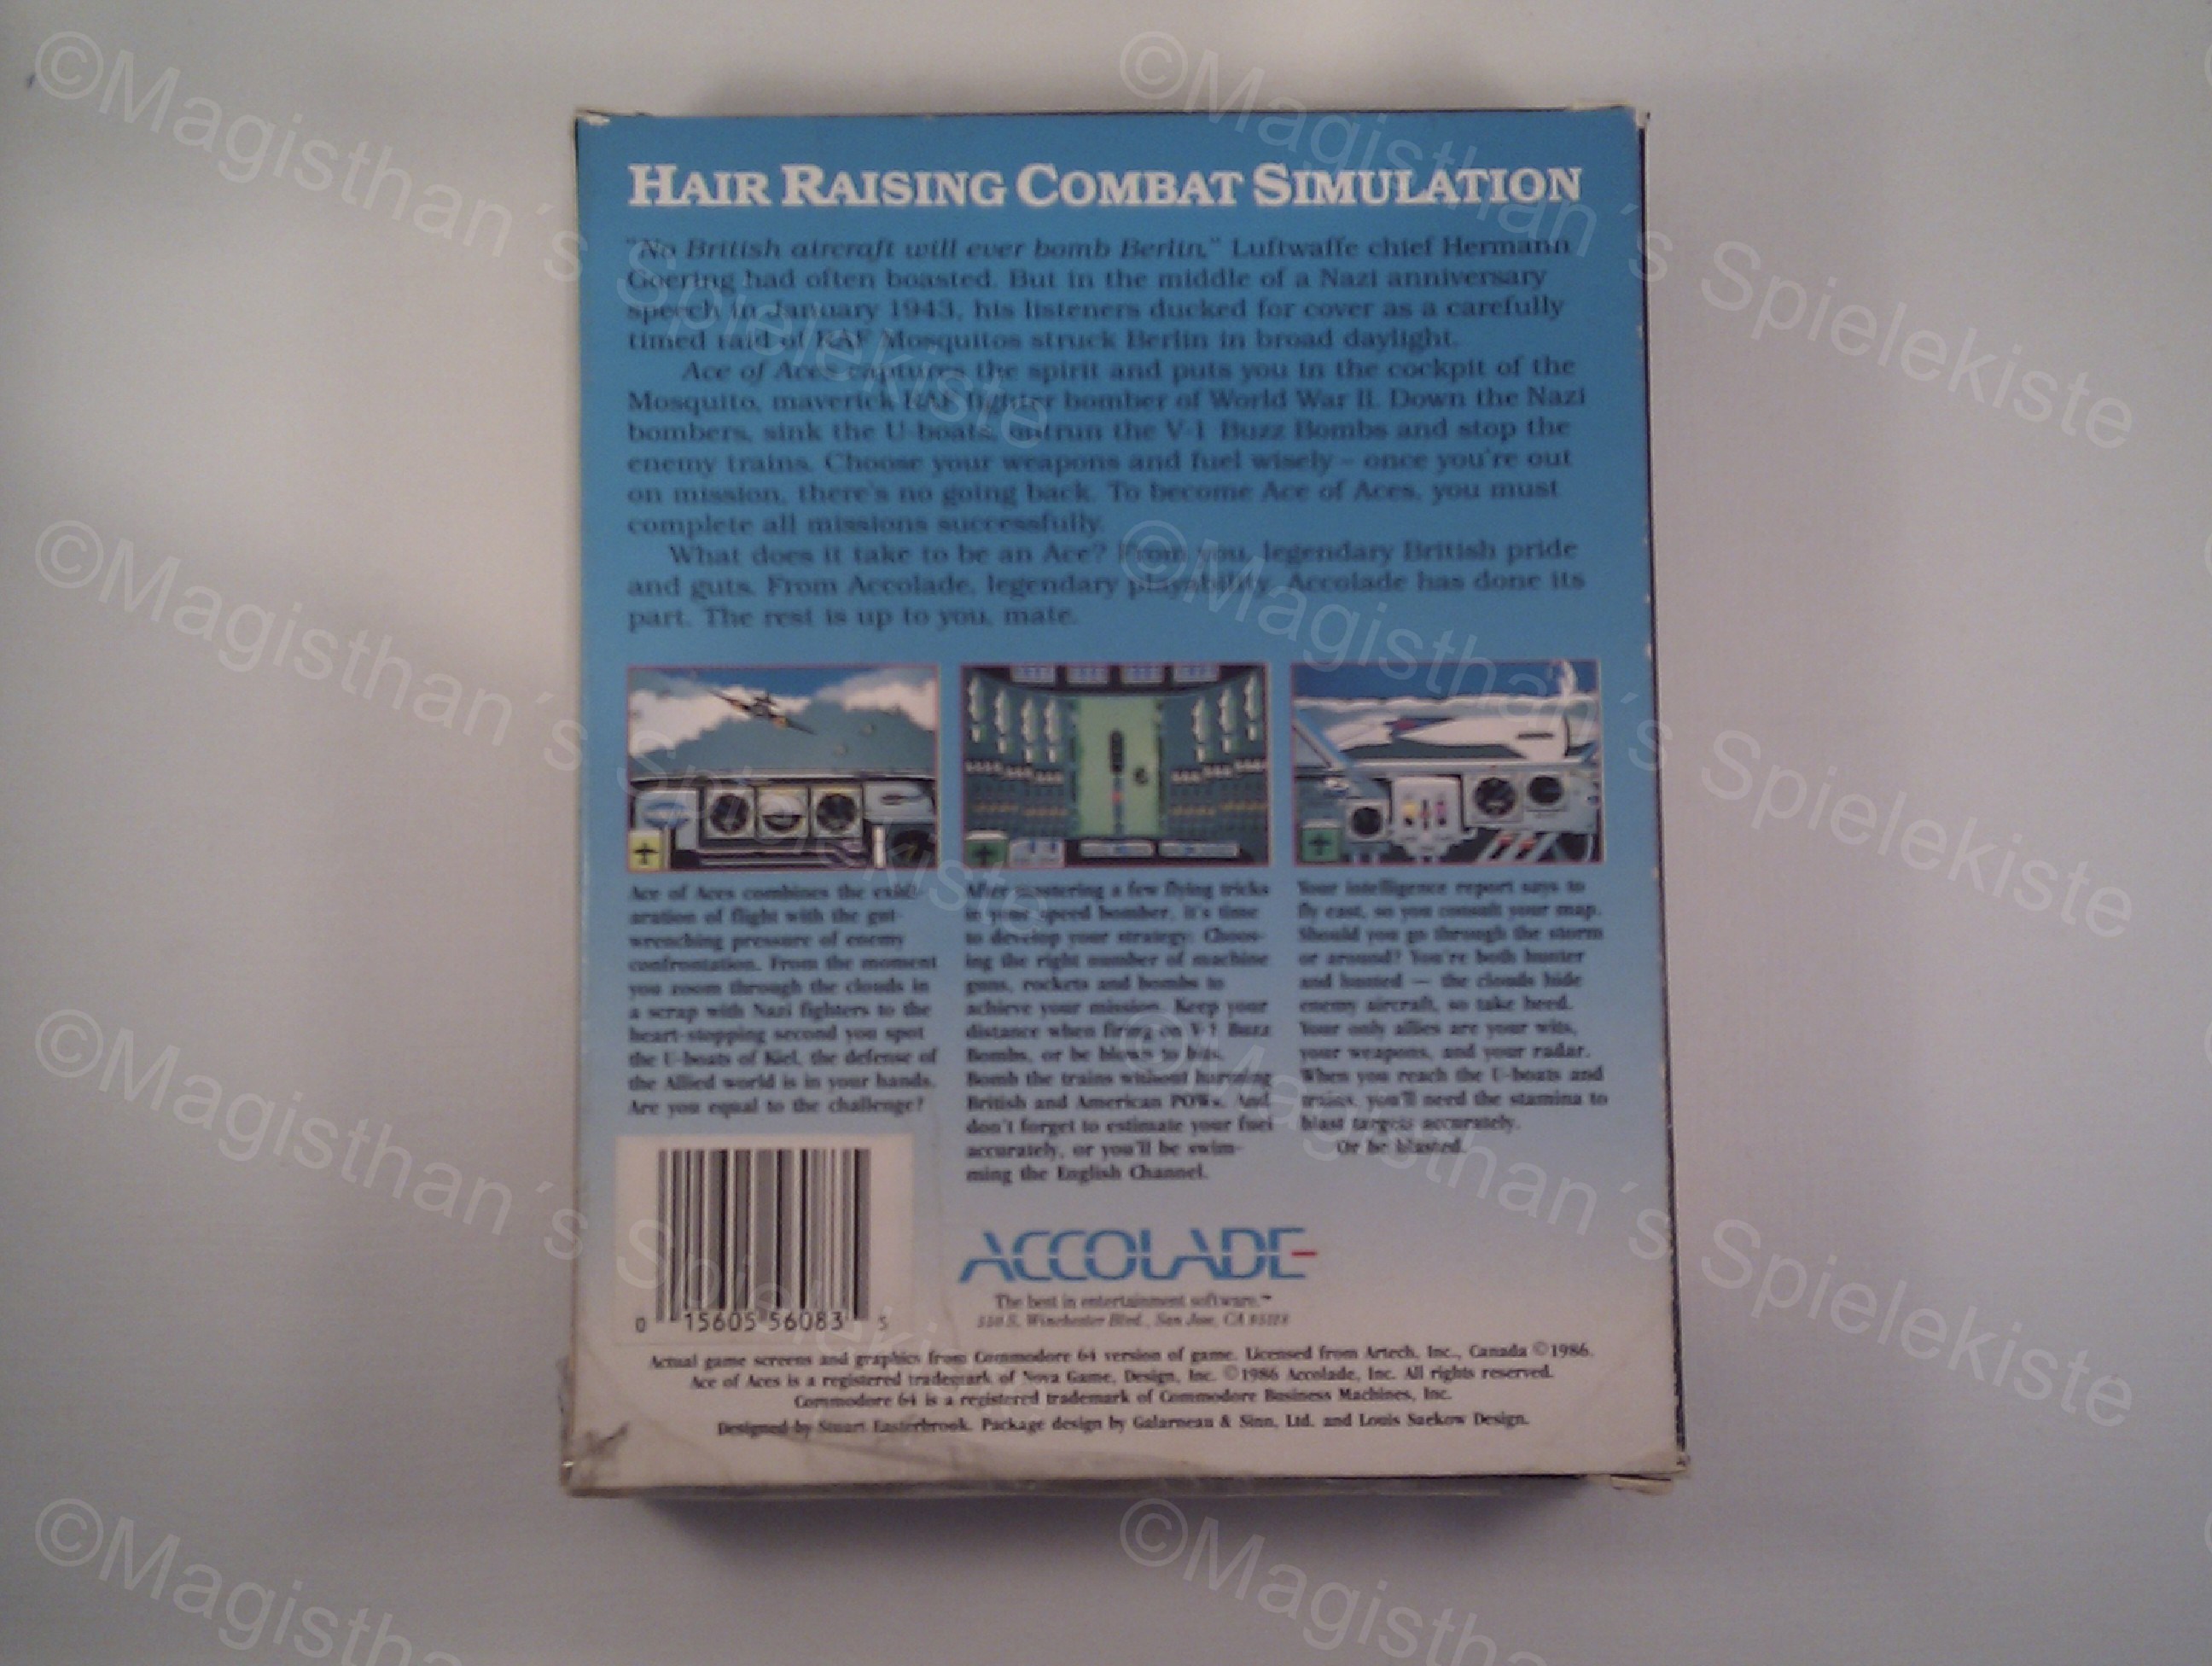 HAIR RAISING COMBAT SIMULATION
"No British aircraft will ever bomb Berlin," Luftwaffe chief Hermann
Goering had often boasted. But in the middle of a Nazi anniversary
speech in January 1943, his listeners ducked for cover as a carefully
timed raid of RAF Mosquitos struck Berlin in broad daylight.
Ace of Aces captures the spirit and puts you in the cockpit of the
Mosquito, maverick RAF fighter bomber of World War II. Down the Nazi
bombers, sink the U-boats, outrun the V-1 Buzz Bombs and stop the
enemy trains. Choose your weapons and fuel wisely – once you're out
on mission, there's no going back. To become Ace of Aces, you must
complete all missions successfully.
What does it take to be an Ace? From you, legendary British pride
and guts. From Accolade, legendary playability. Accolade has done its
part. The rest is up to you, mate.
Ace of Aces combines the exhil-
aration of flight with the gut-
wrenching pressure of enemy
confrontation. From the moment
you zoom through the clouds in
a scrap with Nazi fighters to the
heart-stopping second you spot
the U-boats of Kiel, the defense of
the Allied world is in your hands.
Are you equal to the challenge?
After mastering a few flying tricks
in your speed bomber, it's time
to develop your strategy: Choos-
ing the right number of machine
guns, rockets and bombs to
achieve your mission. Keep your
distance when firing on V-1 Buzz
Bombs, or be blown to bits.
Bomb the trains without harming
British and American POWs. And
don't forget to estimate your fuel
accurately, or you'll be swim-
ming the English Channel.
Your intelligence report says to
fly east, so you consult your map.
Should you go through the storm
or around? You're both hunter
and hunted — the clouds hide
enemy aircraft, so take heed.
Your only allies are your wits,
your weapons, and your radar.
When you reach the U-boats and
trains, you'll need the stamina to
blast targets accurately.
Or be blasted.
0 15605 56083 5
ACCOLADE
The best in entertainment software.™
550 S. Winchester Blvd., San Jose, CA 95128
Actual game screens and graphics from Commodore 64 version of game. Licensed from Artech, Inc., Canada ©1986.
Ace of Aces is a registered trademark of Nova Game, Design, Inc. ©1986 Accolade, Inc. All rights reserved.
Commodore 64 is a registered trademark of Commodore Business Machines, Inc.
Designed by Stuart Easterbrook. Package design by Galarneau & Sinn, Ltd. and Louis Saekow Design.
©Magisthan´s Spielekiste
©Magisthan´s Spielekiste
©Magisthan´s Spielekiste
©Magisthan´s Spielekiste
©Magisthan´s Spielekiste
©Magisthan´s Spielekiste
©Magistha
©Magistha